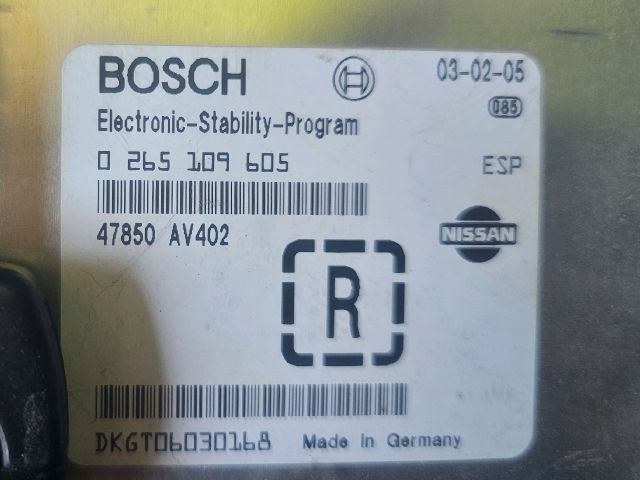 BOSCH
03-02-05
085
Electronic-Stability-Program
0 265 109 605
ESP
47850 AV402
NISSAN
R
DKGT06030168 Made In Germany